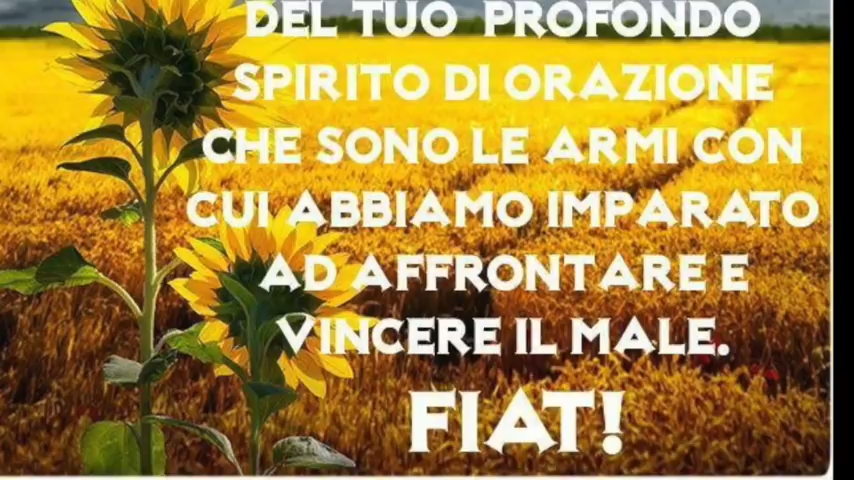 DEL TUO PROFONDO
SPIRITO DI ORAZIONE
CHE SONO LE ARMI CON
CUI ABBIAMO IMPARATO
AD AFFRONTARE E
VINCERE IL MALE.
FIAT!